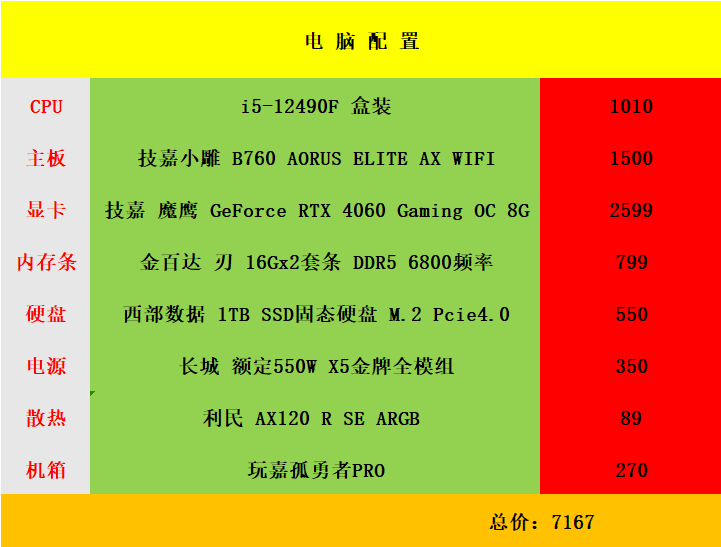 电 脑 配 置
CPU i5-12490F 盒装 1010
主板 技嘉小雕 B760 AORUS ELITE AX WIFI 1500
显卡 技嘉 魔鹰 GeForce RTX 4060 Gaming OC 8G 2599
内存条 金百达 刃 16Gx2套条 DDR5 6800频率 799
硬盘 西部数据 1TB SSD固态硬盘 M.2 Pcie4.0 550
电源 长城 额定550W X5金牌全模组 350
散热 利民 AX120 R SE ARGB 89
机箱 玩嘉孤勇者PRO 270
总价：7167